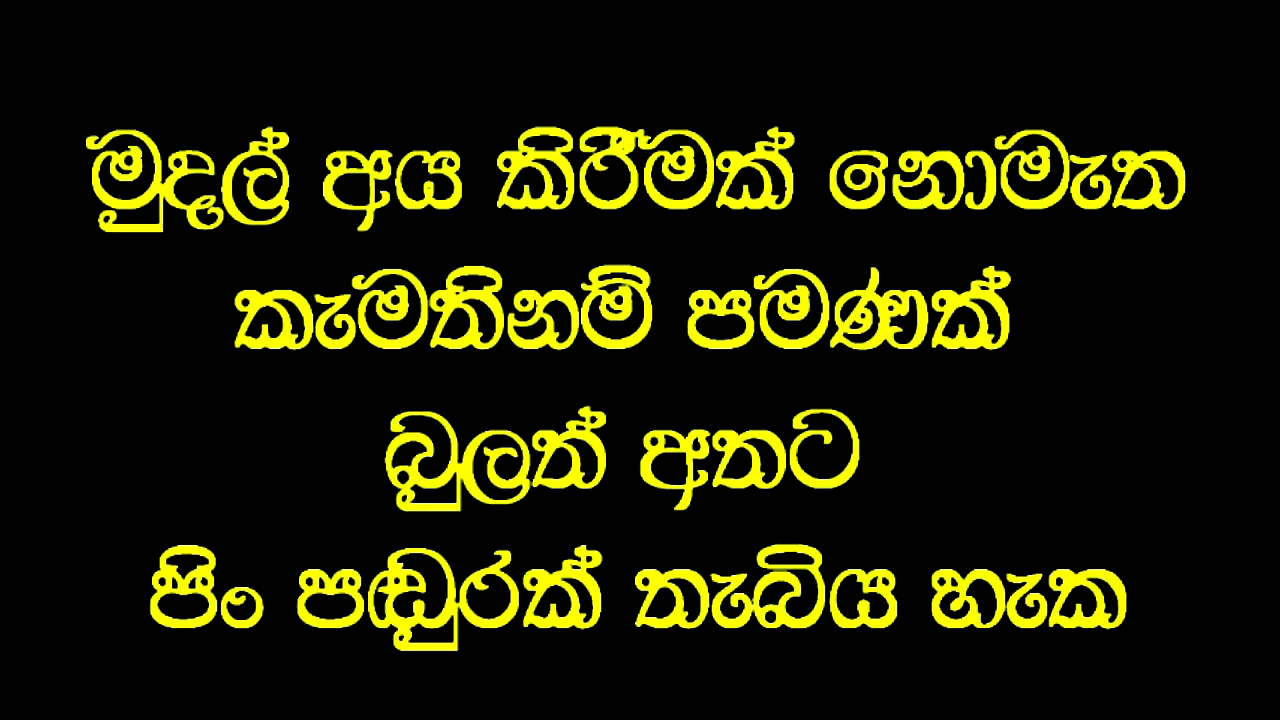 මුදල් අය කිරීමක් නොමැත
කැමතිනම් පමණක්
බුලත් අතට
පිං පඬුරක් තැබිය හැක